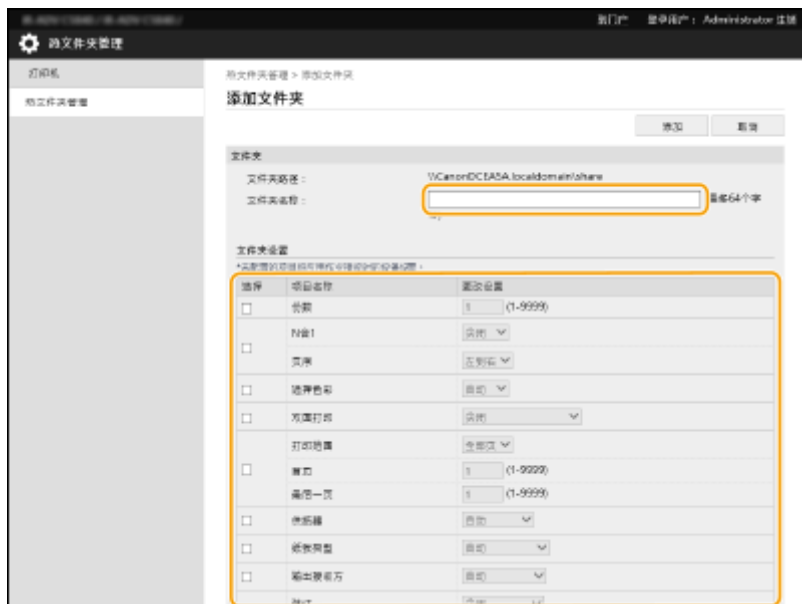 到门户 登录用户： Administrator 注销
热文件夹管理
打印机
热文件夹管理
热文件夹管理 > 添加文件夹
添加文件夹
添加 取消
文件夹
文件夹路径：
文件夹名称： 最多64个字
文件夹设置
选择 项目名称 更改设置
份数 1 (1-9999)
N合1 关闭
页序 左到右
选择色彩 自动
双面打印 关闭
打印范围 全部页
首页 1 (1-9999)
最后一页 1 (1-9999)
供纸器 自动
纸张类型 自动
输出接收方 自动